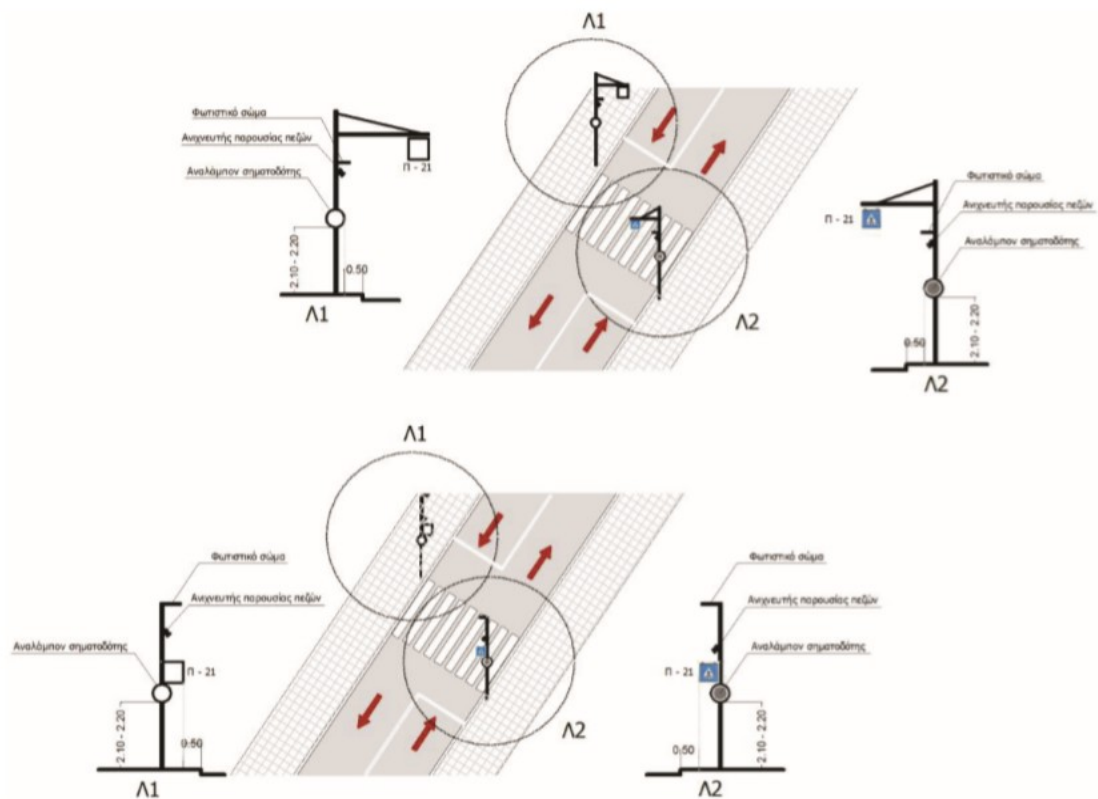 Λ1
Φωτιστικό σώμα
Ανιχνευτής παρουσίας πεζών
Π - 21
Αναλάμπον σηματοδότης
2.10 - 2.20
0.50
Λ1
Φωτιστικό σώμα
Ανιχνευτής παρουσίας πεζών
Π - 21
Αναλάμπον σηματοδότης
0.50
2.10 - 2.20
Λ2
Λ2
Λ1
Φωτιστικό σώμα
Ανιχνευτής παρουσίας πεζών
Αναλάμπον σηματοδότης
Π - 21
2.10 - 2.20
0.50
Λ1
Λ2
Φωτιστικό σώμα
Ανιχνευτής παρουσίας πεζών
Αναλάμπον σηματοδότης
Π - 21
2.10 - 2.20
0.50
Λ2